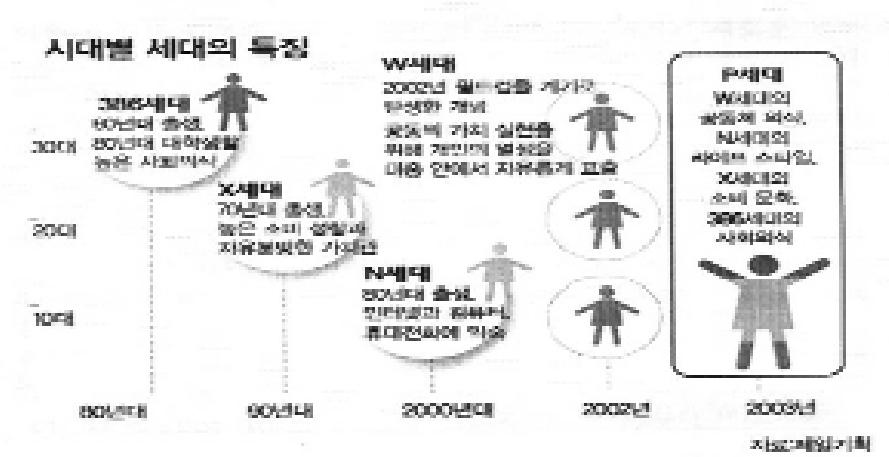 시대별 세대의 특징
386세대
60년대 출생,
80년대 대학생활
높은 사회의식
X세대
70년대 출생,
높은 소비 성향과
자유분방한 가치관
N세대
80년대 출생,
인터넷과 컴퓨터,
휴대전화에 익숙
W세대
2002년 월드컵을 계기로
탄생한 개념
공동의 가치 실현을
위해 개인의 열정을
마음 안에서 자유롭게 표출
P세대
W세대의
공동체 의식,
N세대의
라이프 스타일,
X세대의
소비 문화,
386세대의
사회의식
30대
20대
10대
80년대
90년대
2000년대
2002년
2003년
자료:제일기획